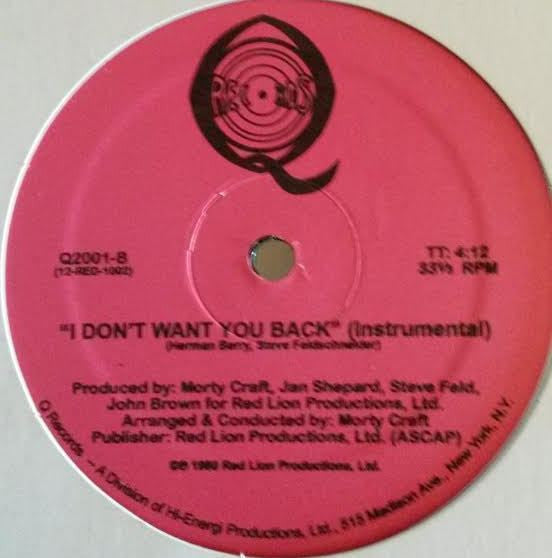 Q
RECORDS
Q2001-B
(12-RED-1002)
TT: 4:12
33⅓ RPM
"I DON'T WANT YOU BACK" (Instrumental)
(Herman Berry, Steve Feldschneider)
Produced by: Morty Craft, Jan Shepard, Steve Feld,
John Brown for Red Lion Productions, Ltd.
Arranged & Conducted by: Morty Craft
Publisher: Red Lion Productions, Ltd. (ASCAP)
©℗ 1980 Red Lion Productions, Ltd.
Q Records – A Division of Hi-Energi Productions, Ltd., 515 Madison Ave., New York, N.Y.